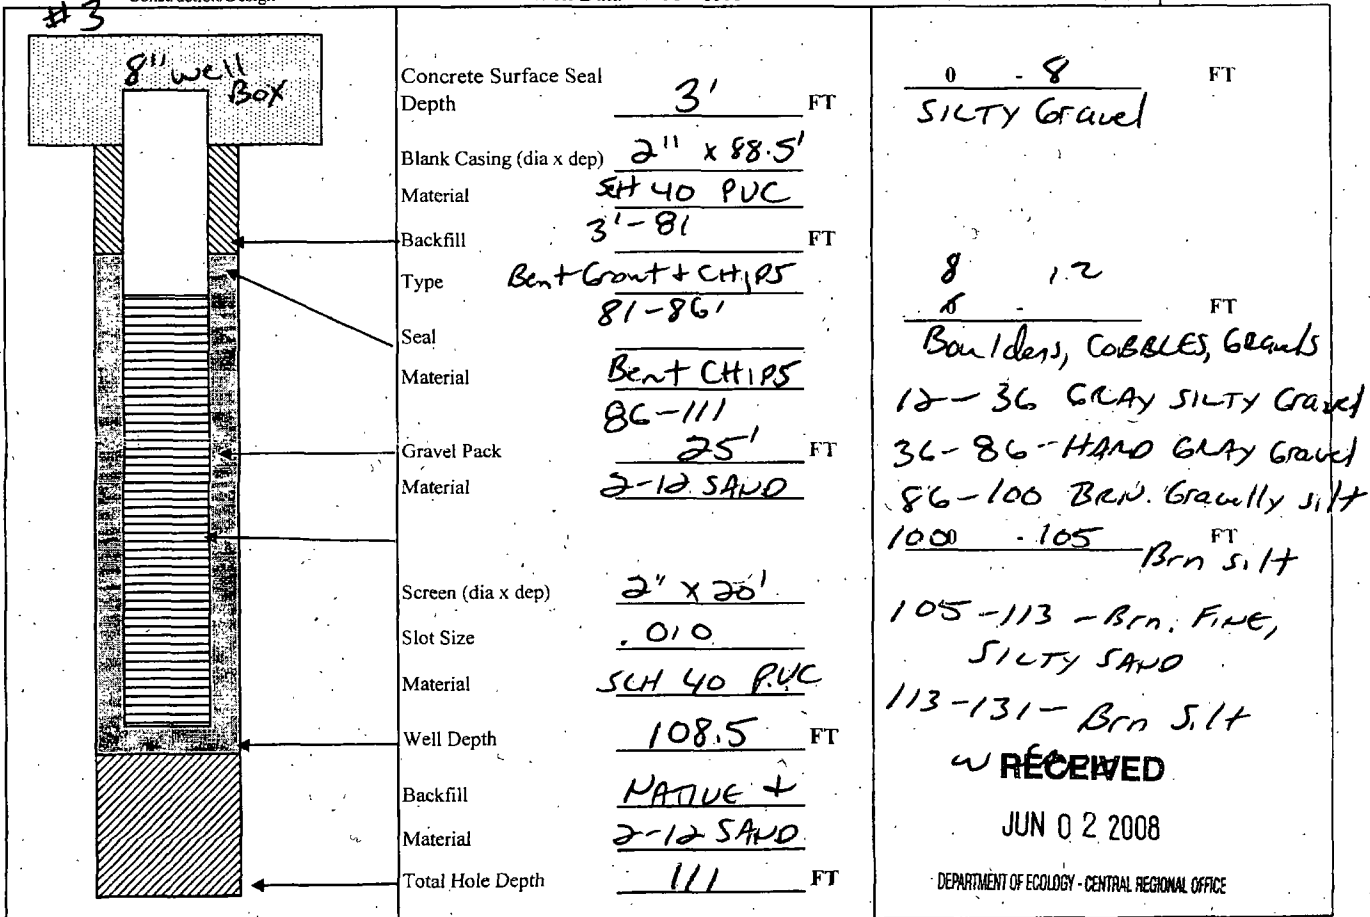 #3
8" well
Box
Concrete Surface Seal
Depth 3' FT
Blank Casing (dia x dep) 2" x 88.5'
Material SCH 40 PVC
Backfill 3'-81 FT
Type Bent Grout + CHIPS
81-86'
Seal
Material Bent CHIPS
86-111
Gravel Pack 25' FT
Material 2-12 SAND
Screen (dia x dep) 2" x 20'
Slot Size .010
Material SCH 40 PVC
Well Depth 108.5 FT
Backfill NATIVE +
Material 2-12 SAND
Total Hole Depth 111 FT
0 - 8 FT
SILTY Gravel
8 12
- FT
Boulders, COBBLES, Gravels
12-36 GRAY SILTY Gravel
36-86-HARD GRAY Gravel
86-100 BRN. Gravelly silt
1000 - 105 FT
Brn silt
105-113 - Brn. FINE,
SILTY SAND
113-131- Brn Silt
RECEIVED
JUN 02 2008
DEPARTMENT OF ECOLOGY - CENTRAL REGIONAL OFFICE